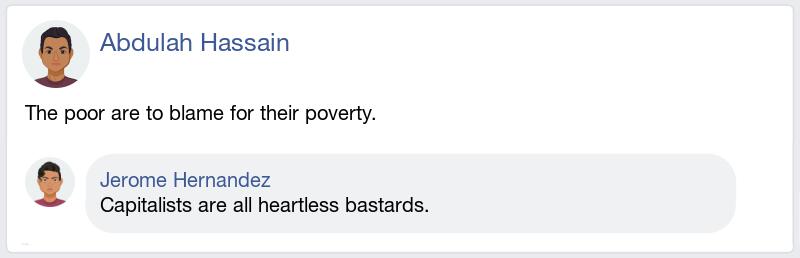 Abdulah Hassain
The poor are to blame for their poverty.
Jerome Hernandez
Capitalists are all heartless bastards.